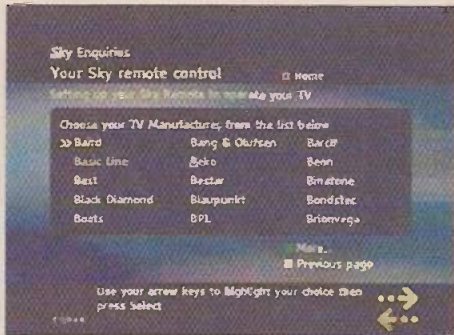 Sky Enquiries
Your Sky remote control
Home
Setting up your Sky Remote to operate your TV
Choose your TV Manufacturer, from the list below
Baird Bang & Olufsen Barco
Basic Line Beko Beon
Best Bestar Binatone
Black Diamond Blaupunkt Bondstec
Boots BPL Brionvega
More...
Previous page
Use your arrow keys to highlight your choice then
press Select